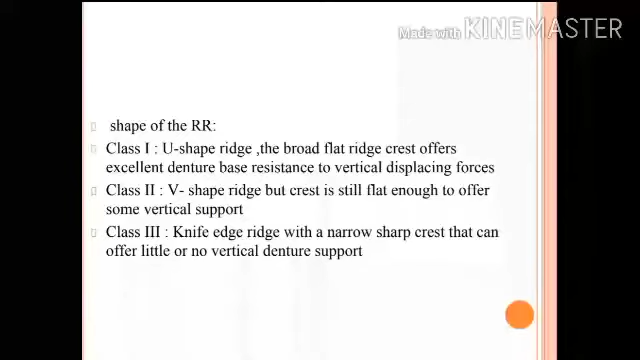 Made with KINEMASTER
shape of the RR:
Class I : U-shape ridge ,the broad flat ridge crest offers
excellent denture base resistance to vertical displacing forces
Class II : V- shape ridge but crest is still flat enough to offer
some vertical support
Class III : Knife edge ridge with a narrow sharp crest that can
offer little or no vertical denture support